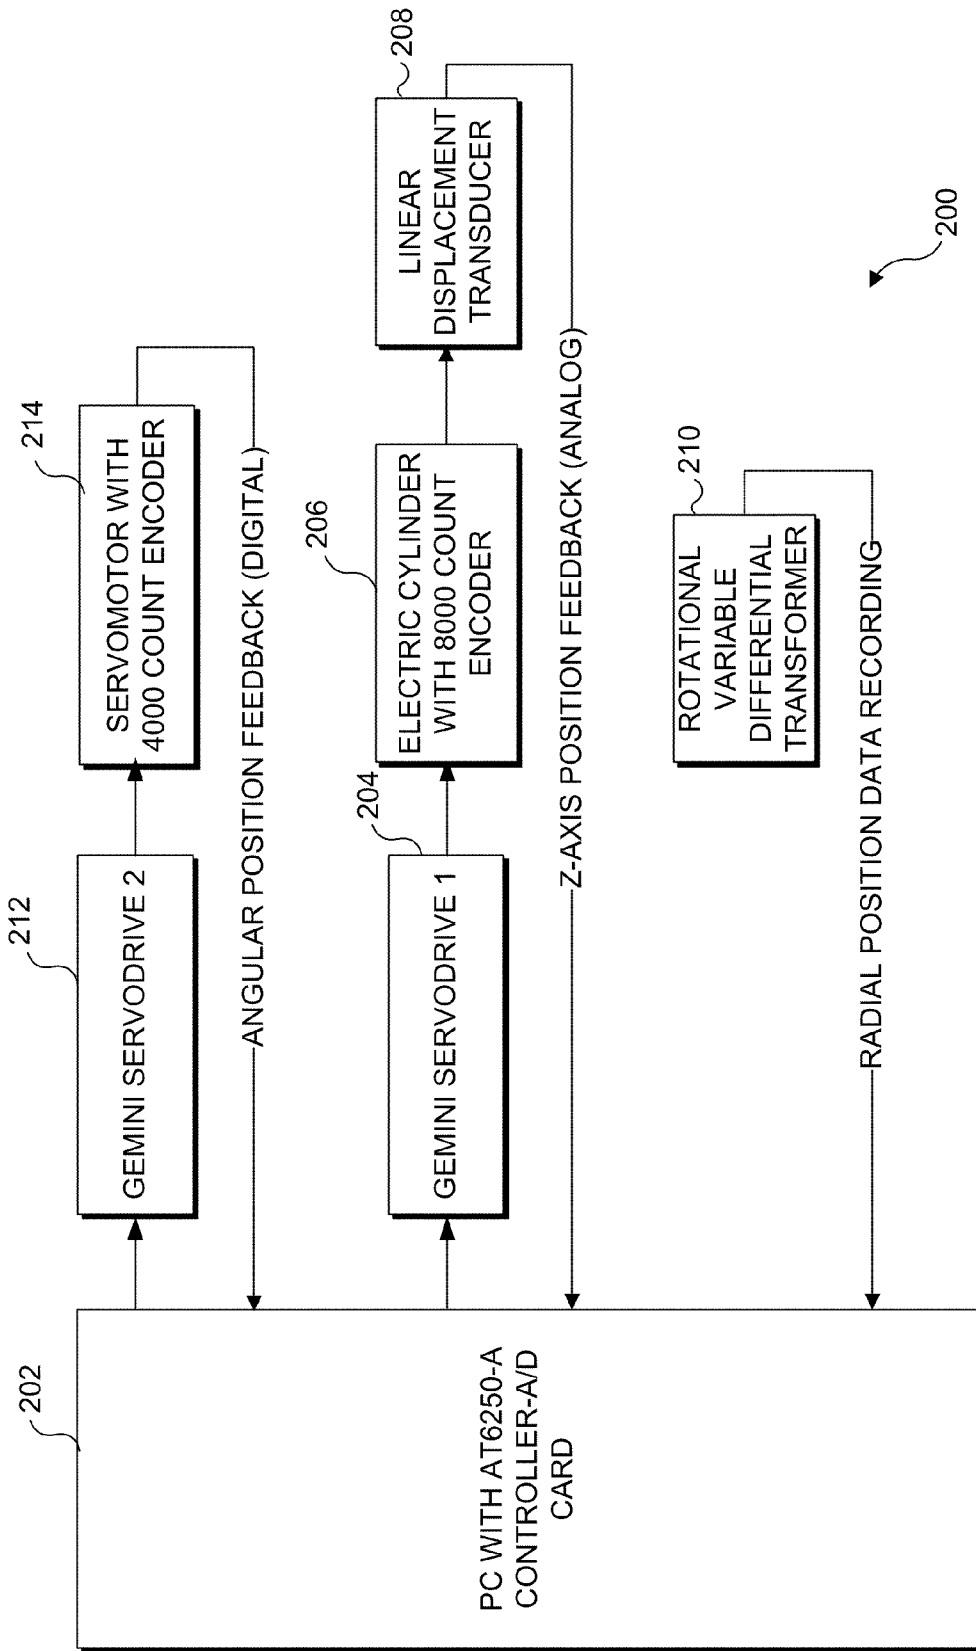 202
PC WITH AT6250-A
CONTROLLER-A/D
CARD
212
GEMINI SERVODRIVE 2
214
SERVOMOTOR WITH
4000 COUNT ENCODER
ANGULAR POSITION FEEDBACK (DIGITAL)
204
GEMINI SERVODRIVE 1
206
ELECTRIC CYLINDER
WITH 8000 COUNT
ENCODER
208
LINEAR
DISPLACEMENT
TRANSDUCER
Z-AXIS POSITION FEEDBACK (ANALOG)
210
ROTATIONAL
VARIABLE
DIFFERENTIAL
TRANSFORMER
RADIAL POSITION DATA RECORDING
200